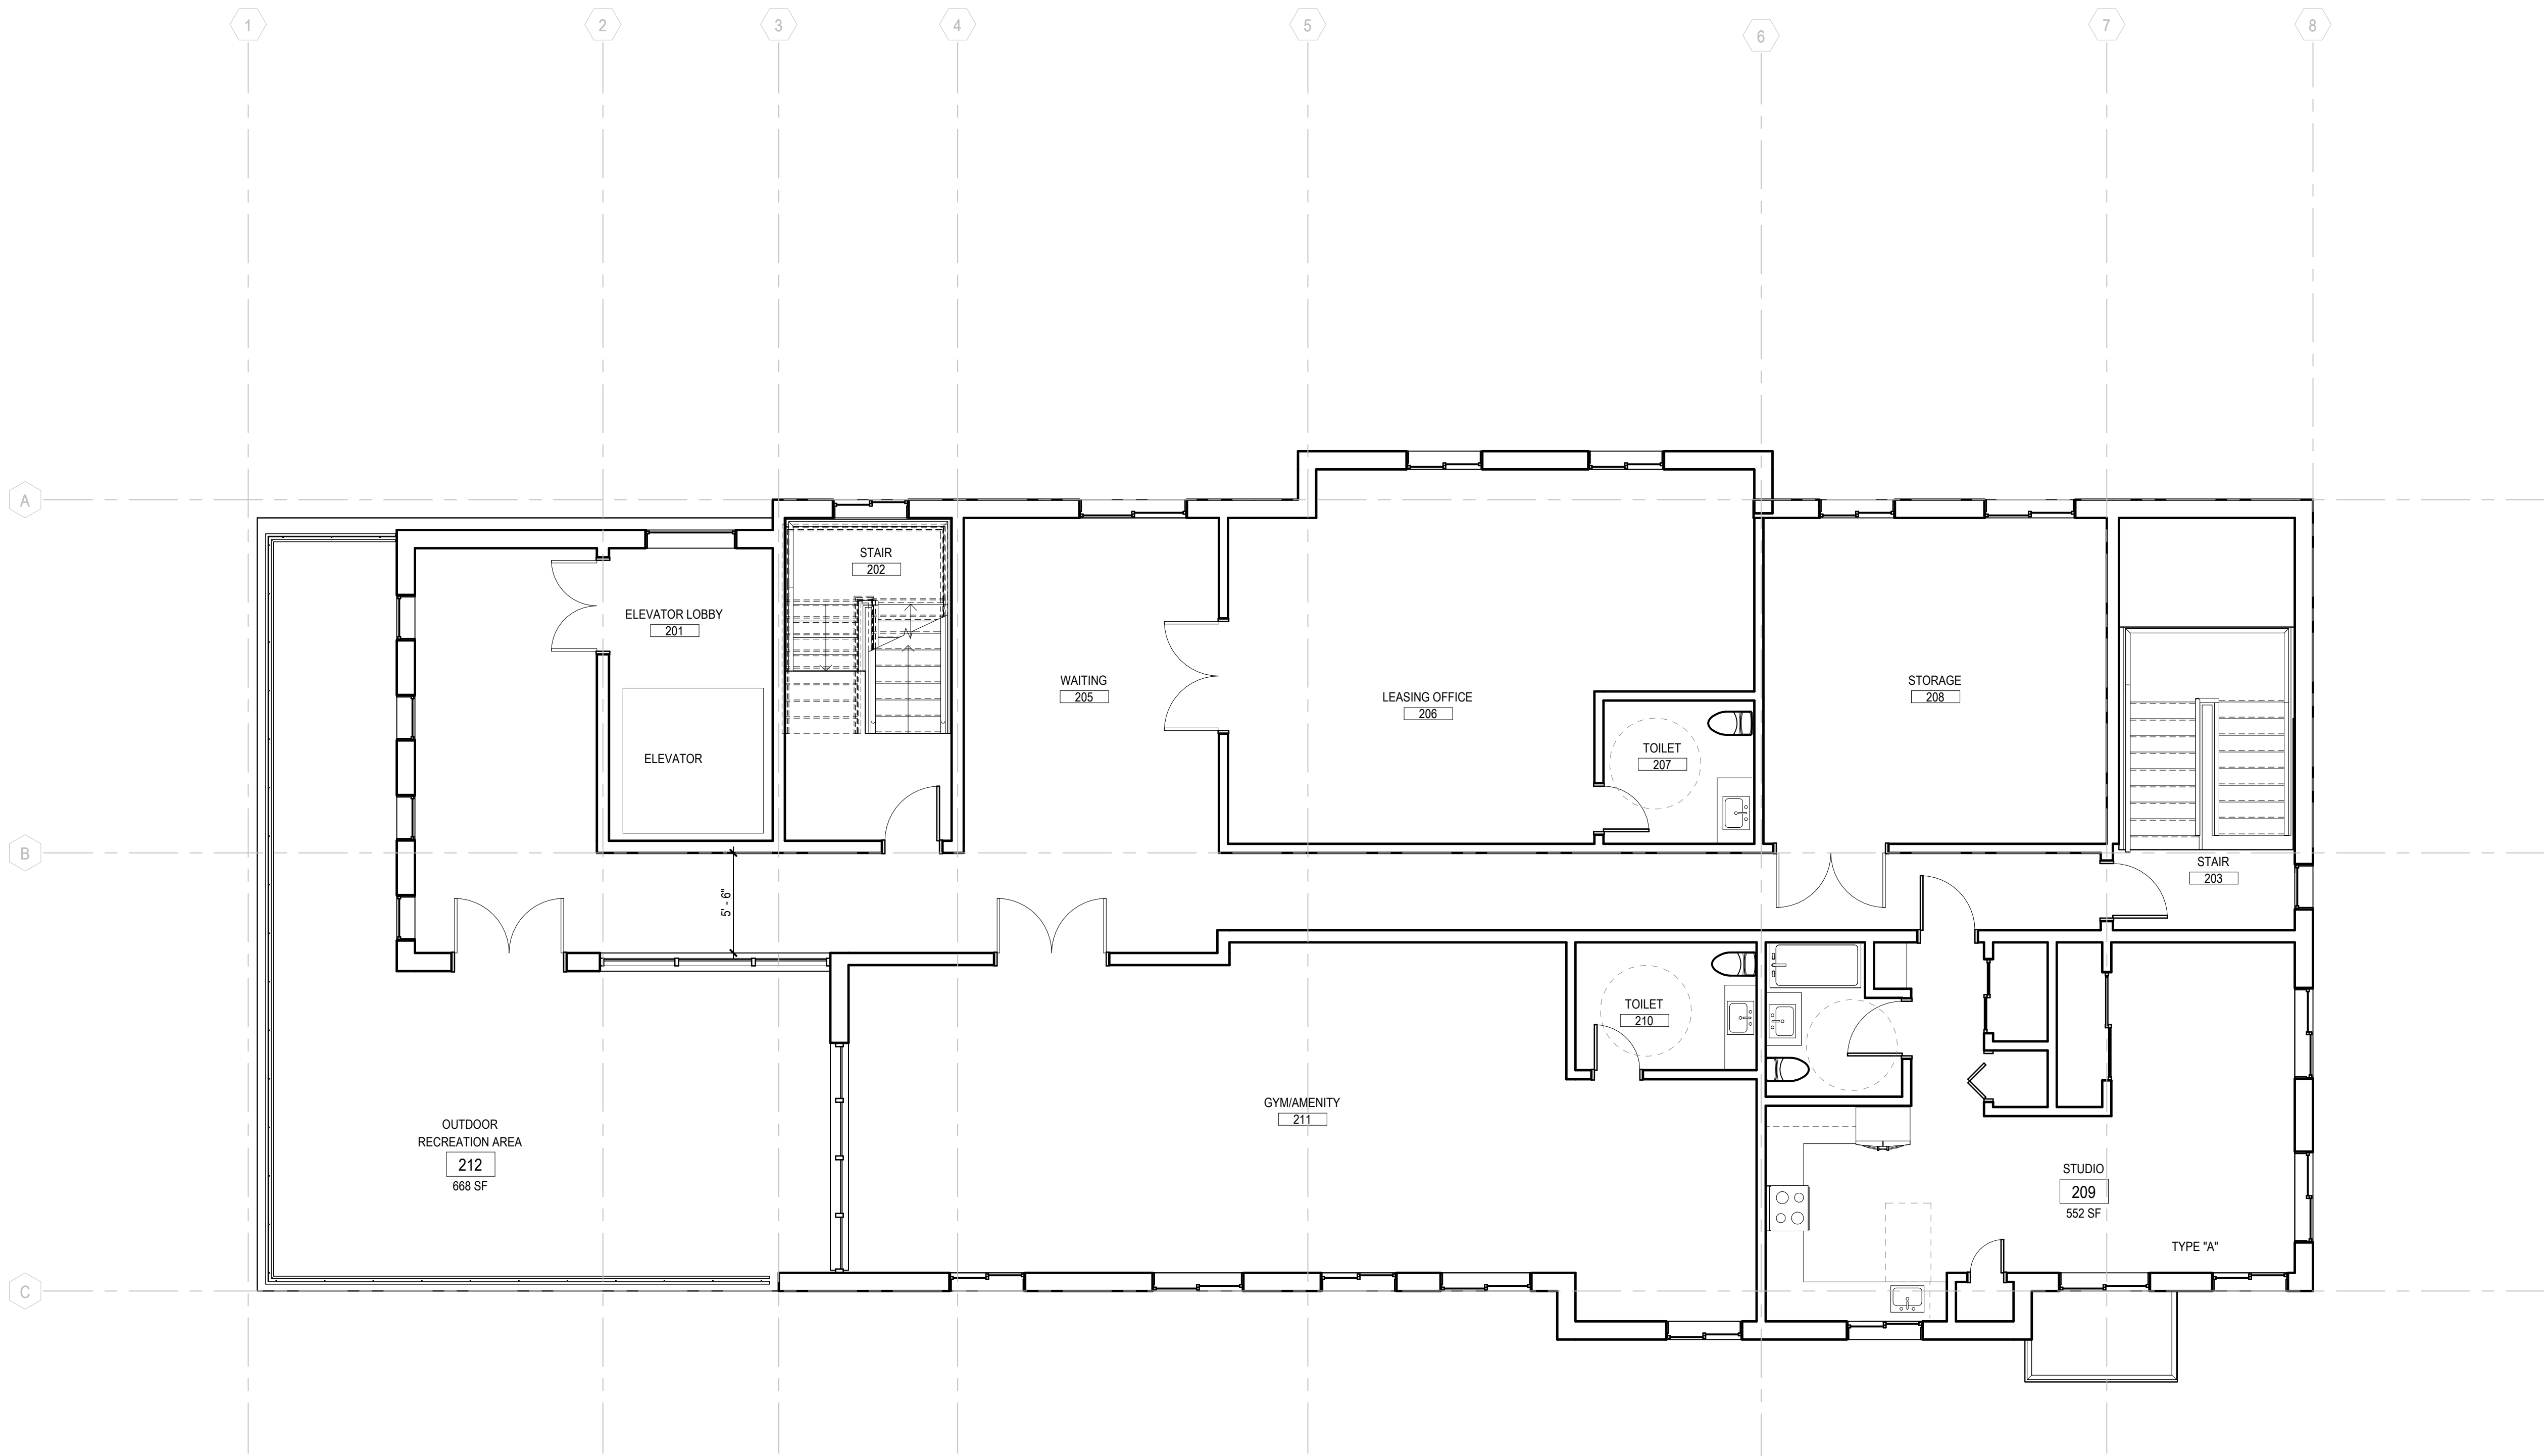 1
2
3
4
5
6
7
8
A
STAIR
202
ELEVATOR LOBBY
201
WAITING
205
LEASING OFFICE
206
STORAGE
208
TOILET
207
ELEVATOR
B
STAIR
203
5' - 6"
TOILET
210
GYM/AMENITY
211
OUTDOOR
RECREATION AREA
212
668 SF
STUDIO
209
552 SF
TYPE "A"
C